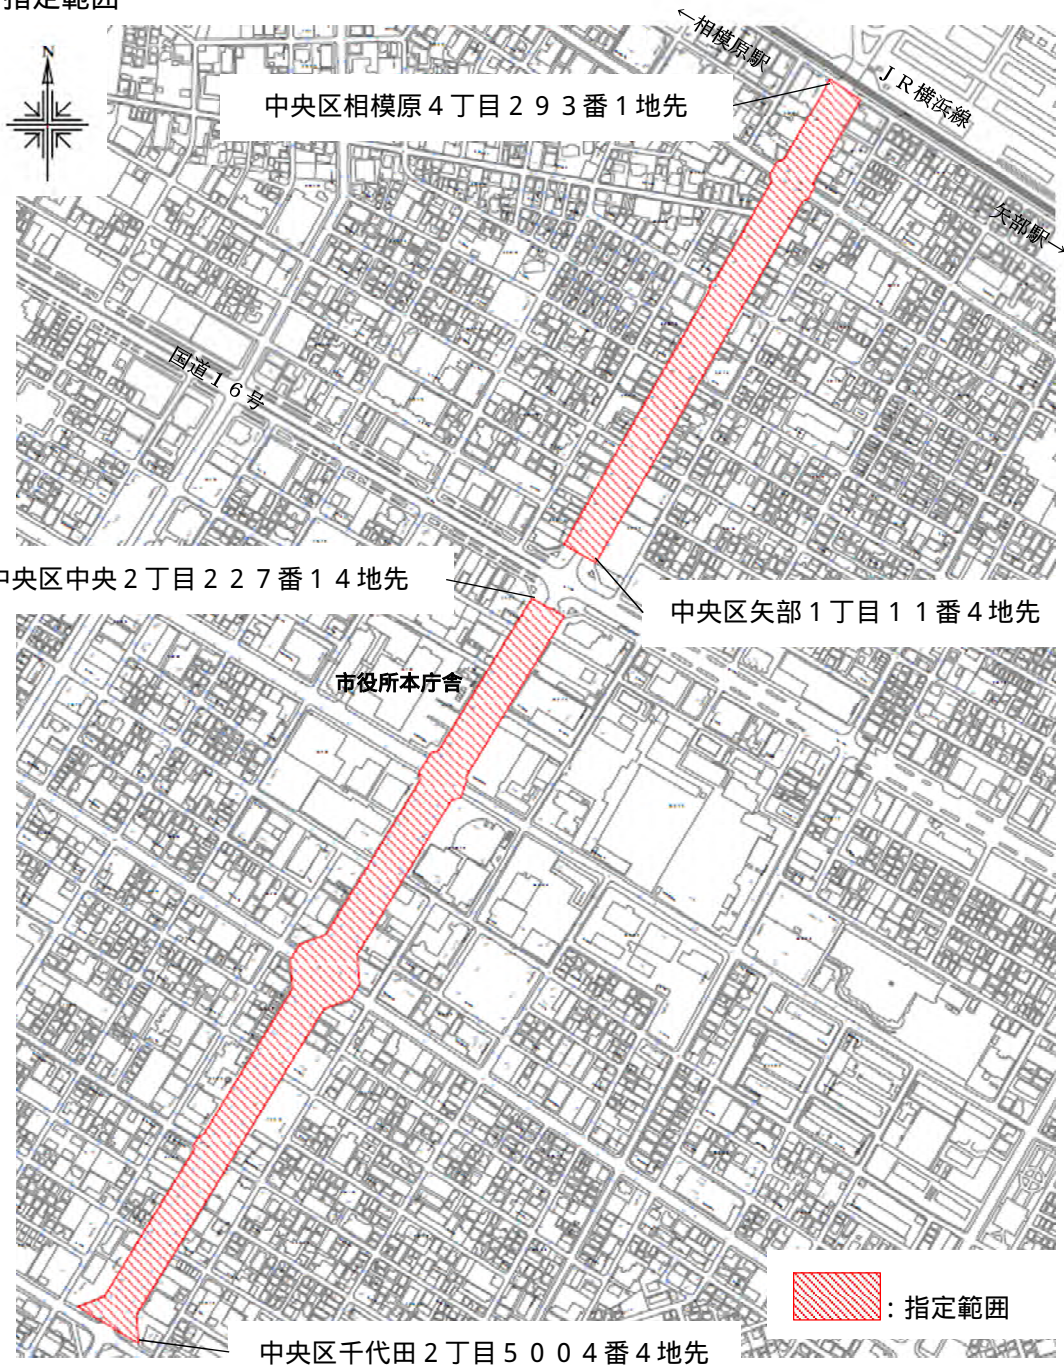 指定範囲
N
←相模原駅
ＪＲ横浜線
中央区相模原４丁目２９３番１地先
矢部駅→
国道１６号
中央区中央２丁目２２７番１４地先
中央区矢部１丁目１１番４地先
市役所本庁舎
：指定範囲
中央区千代田２丁目５００４番４地先